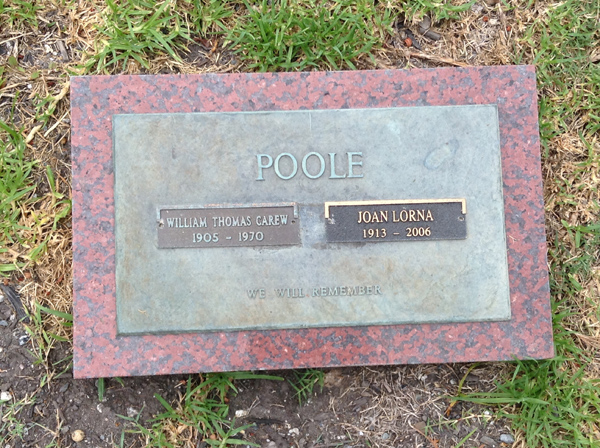 POOLE
WILLIAM THOMAS CAREW
1905 - 1970
JOAN LORNA
1913 - 2006
WE WILL REMEMBER